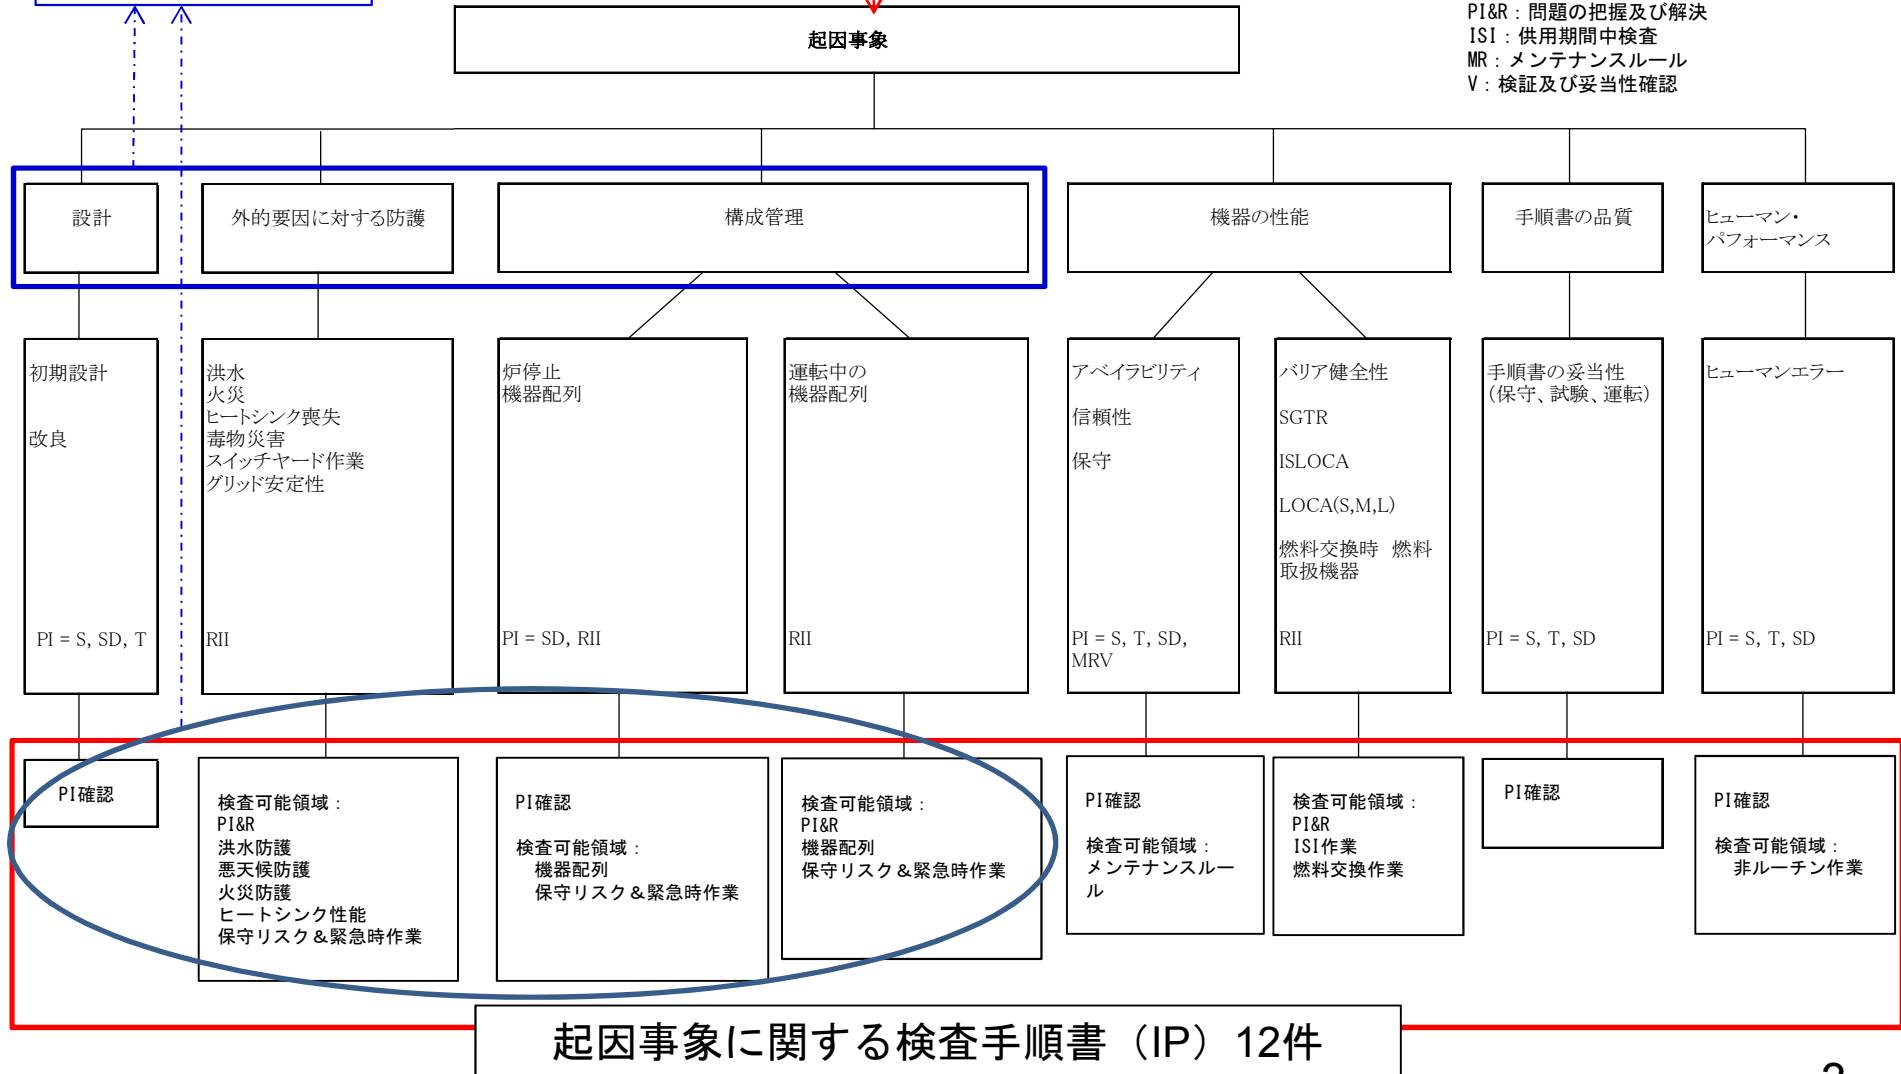 起因事象
PI&R：問題の把握及び解決
ISI：供用期間中検査
MR：メンテナンスルール
V：検証及び妥当性確認
設計
外的要因に対する防護
構成管理
機器の性能
手順書の品質
ヒューマン・
パフォーマンス
初期設計
改良
PI = S, SD, T
洪水
火災
ヒートシンク喪失
毒物災害
スイッチヤード作業
グリッド安定性
RII
炉停止
機器配列
PI = SD, RII
運転中の
機器配列
RII
アベイラビリティ
信頼性
保守
PI = S, T, SD,
MRV
バリア健全性
SGTR
ISLOCA
LOCA(S,M,L)
燃料交換時 燃料
取扱機器
RII
手順書の妥当性
（保守、試験、運転）
PI = S, T, SD
ヒューマンエラー
PI = S, T, SD
PI確認
検査可能領域：
PI&R
洪水防護
悪天候防護
火災防護
ヒートシンク性能
保守リスク＆緊急時作業
PI確認
検査可能領域：
機器配列
保守リスク＆緊急時作業
検査可能領域：
PI&R
機器配列
保守リスク＆緊急時作業
PI確認
検査可能領域：
メンテナンスルー
ル
検査可能領域：
PI&R
ISI作業
燃料交換作業
PI確認
PI確認
検査可能領域：
非ルーチン作業
起因事象に関する検査手順書（IP）12件